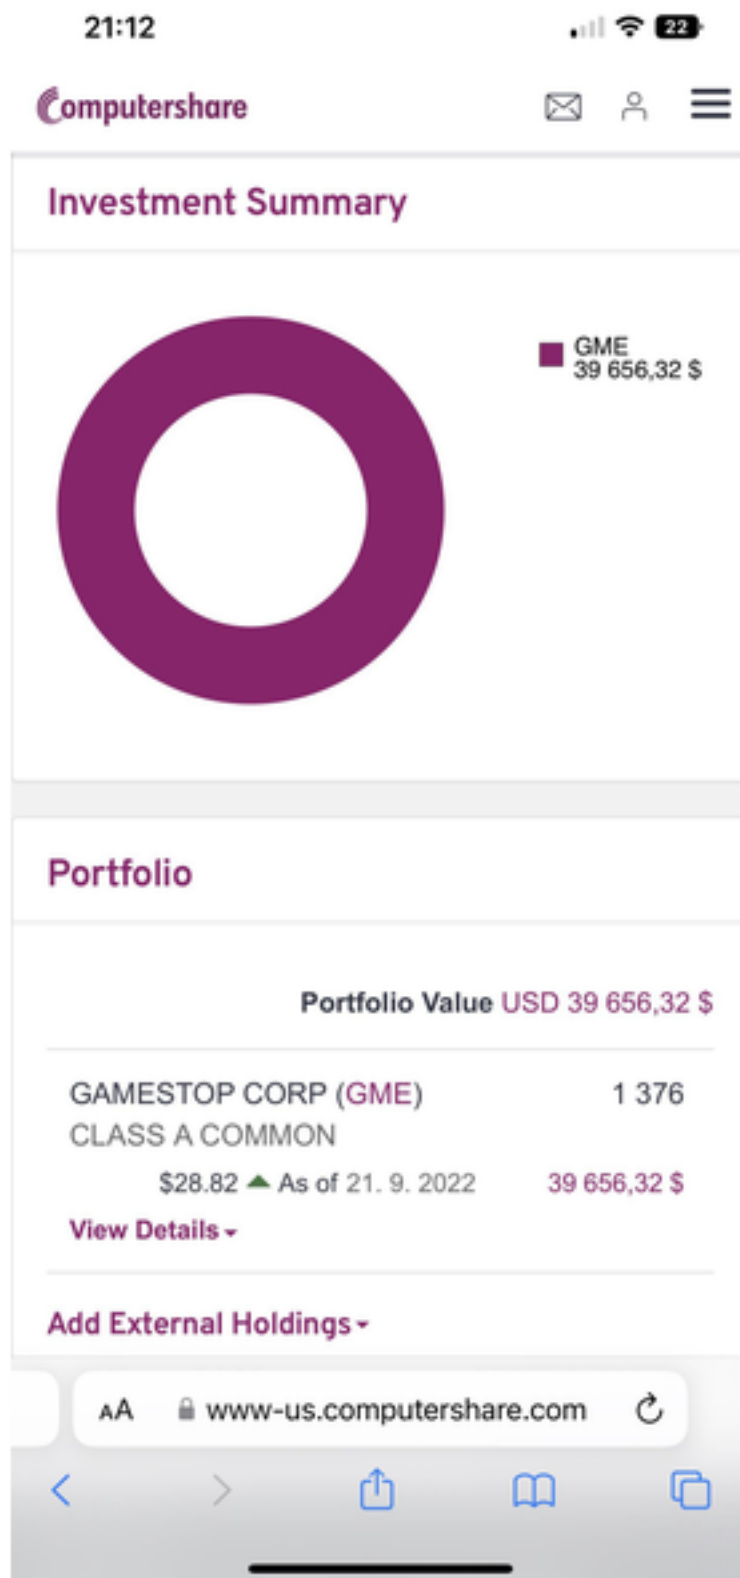 21:12
22
Computershare
Investment Summary
GME
39 656,32 $
Portfolio
Portfolio Value USD 39 656,32 $
GAMESTOP CORP (GME) 1 376
CLASS A COMMON
$28.82 ▲ As of 21. 9. 2022 39 656,32 $
View Details
Add External Holdings
AA www-us.computershare.com